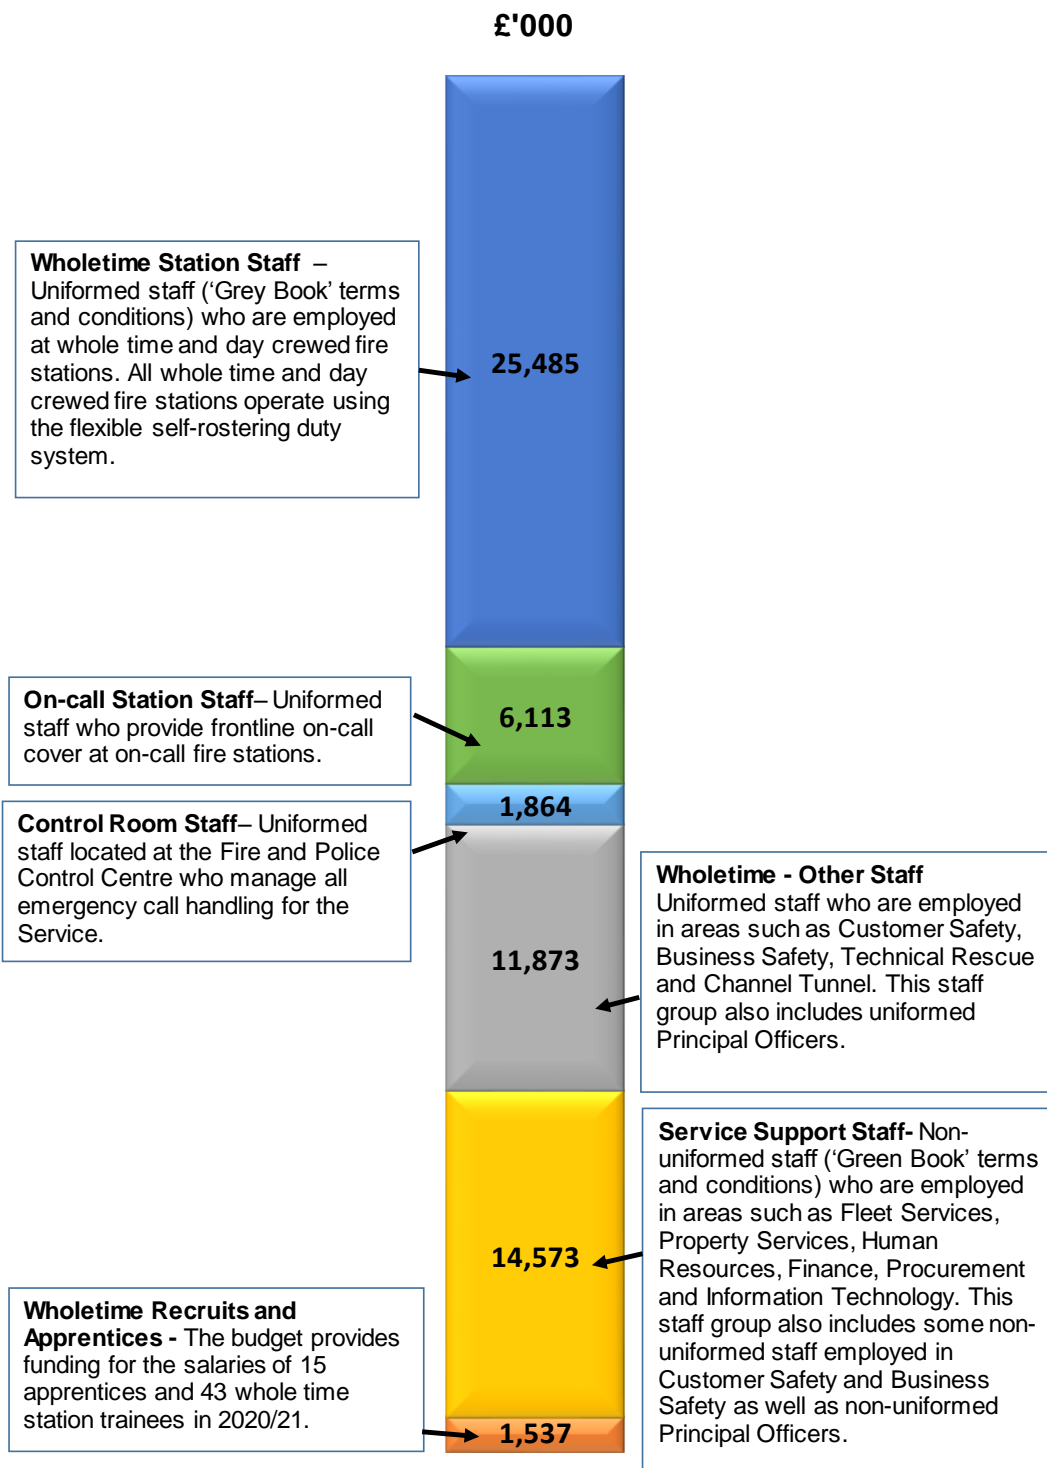 £'000
Wholetime Station Staff –
Uniformed staff (‘Grey Book’ terms
and conditions) who are employed
at whole time and day crewed fire
stations. All whole time and day
crewed fire stations operate using
the flexible self-rostering duty
system.
25,485
On-call Station Staff– Uniformed
staff who provide frontline on-call
cover at on-call fire stations.
6,113
Control Room Staff– Uniformed
staff located at the Fire and Police
Control Centre who manage all
emergency call handling for the
Service.
1,864
Wholetime - Other Staff
Uniformed staff who are employed
in areas such as Customer Safety,
Business Safety, Technical Rescue
and Channel Tunnel. This staff
group also includes uniformed
Principal Officers.
11,873
Service Support Staff- Non-
uniformed staff (‘Green Book’ terms
and conditions) who are employed
in areas such as Fleet Services,
Property Services, Human
Resources, Finance, Procurement
and Information Technology. This
staff group also includes some non-
uniformed staff employed in
Customer Safety and Business
Safety as well as non-uniformed
Principal Officers.
14,573
Wholetime Recruits and
Apprentices - The budget provides
funding for the salaries of 15
apprentices and 43 whole time
station trainees in 2020/21.
1,537